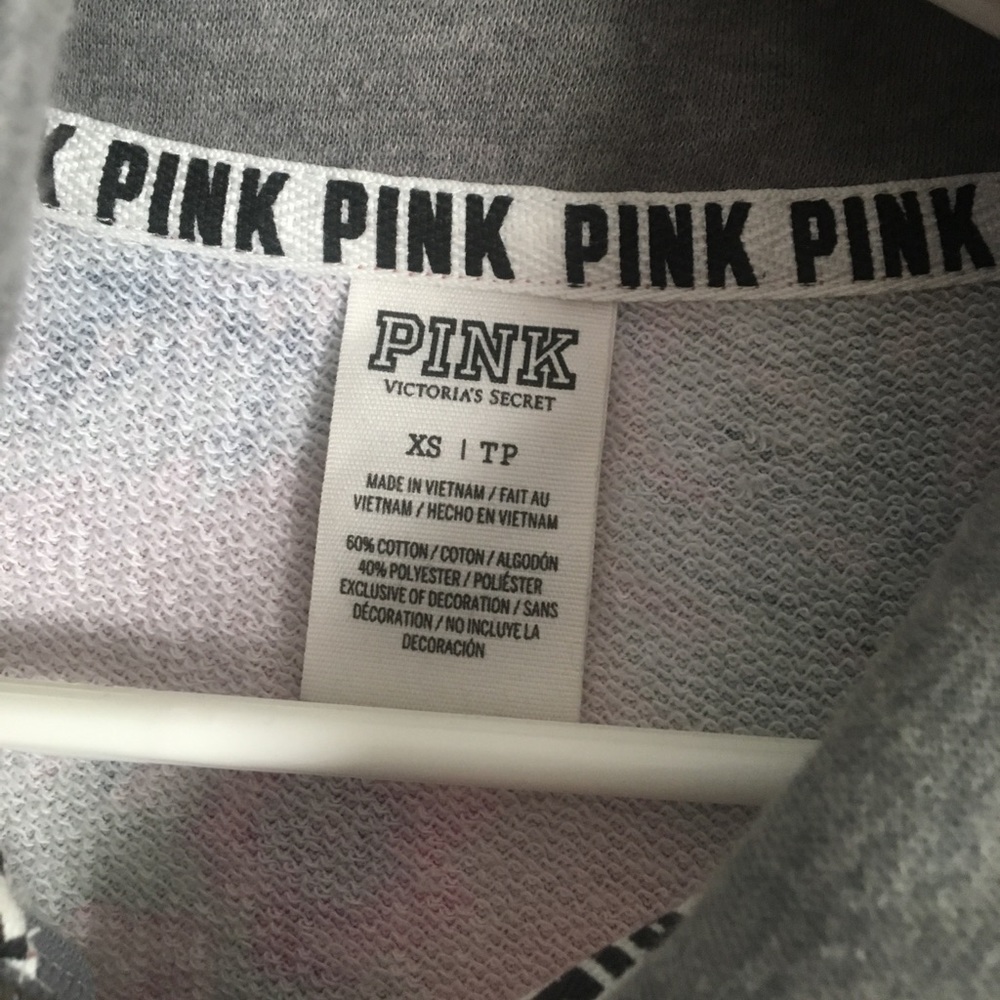 PINK PINK PINK PINK
PINK
VICTORIA'S SECRET
XS | TP
MADE IN VIETNAM / FAIT AU
VIETNAM / HECHO EN VIETNAM
60% COTTON / COTON / ALGODÓN
40% POLYESTER / POLIÉSTER
EXCLUSIVE OF DECORATION / SANS
DÉCORATION / NO INCLUYE LA
DECORACIÓN